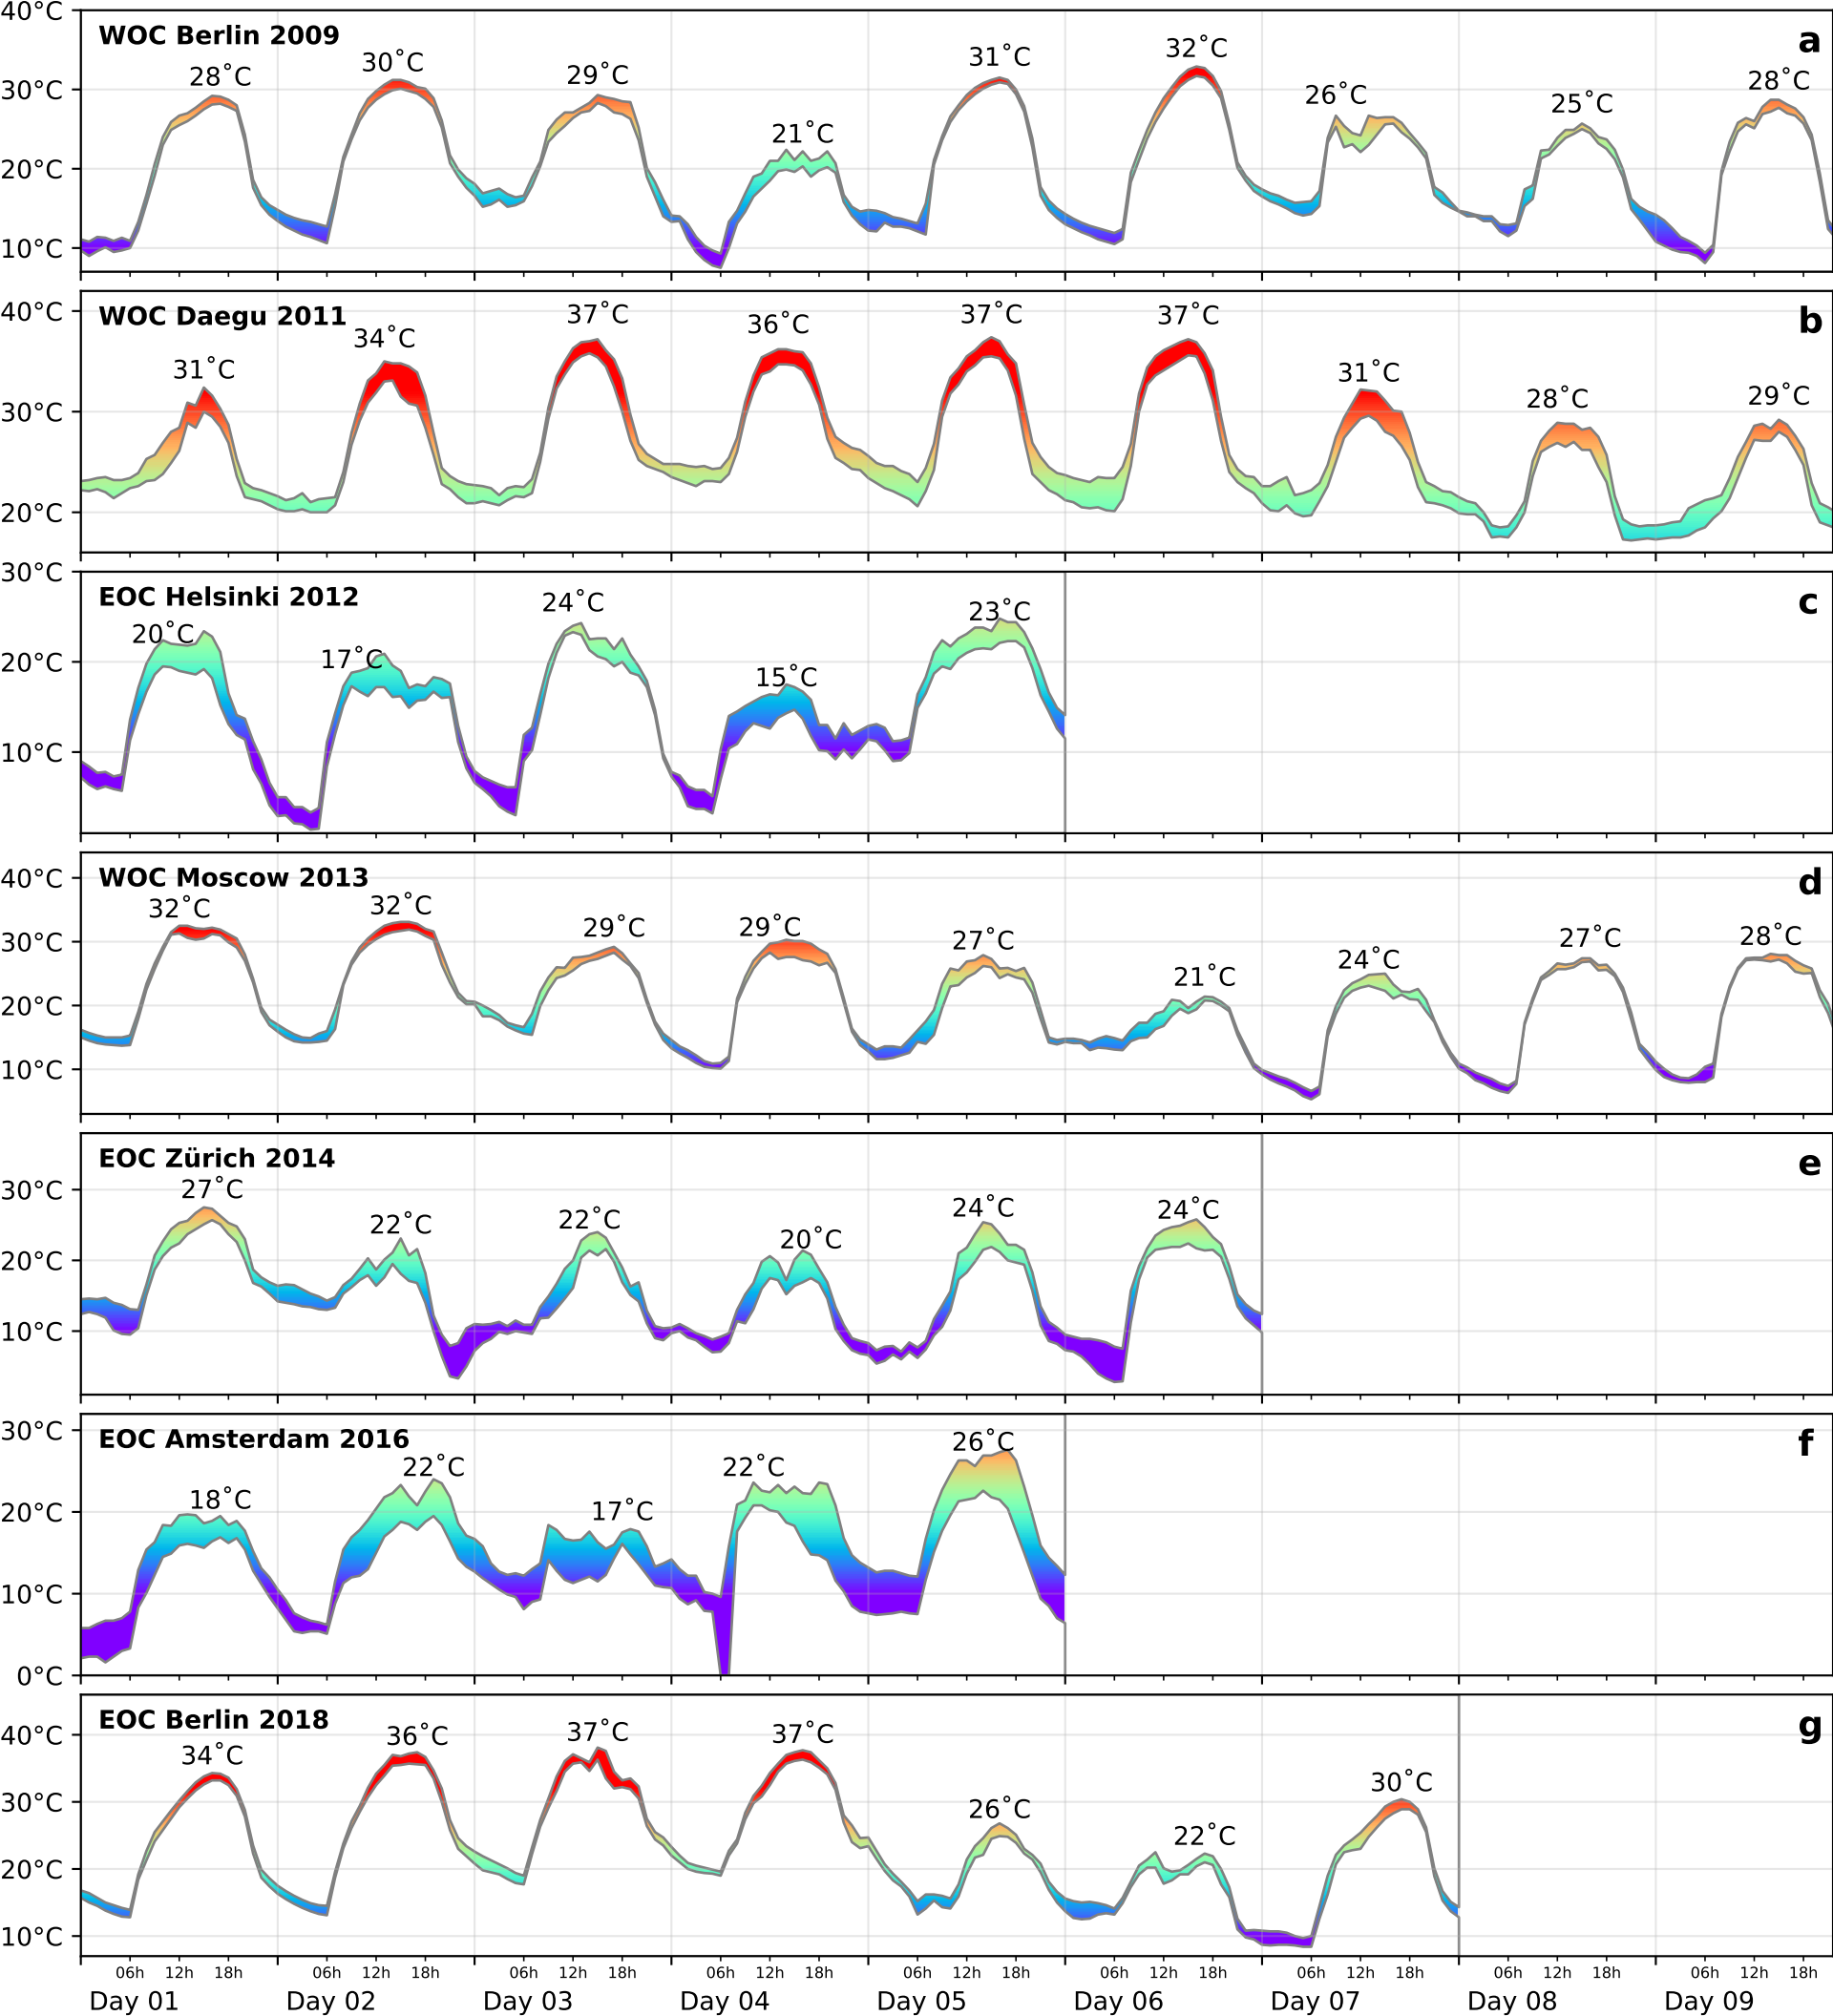 40°C
WOC Berlin 2009
a
28˚C
30˚C
29˚C
21˚C
31˚C
32˚C
26˚C
25˚C
28˚C
30°C
20°C
10°C
40°C
WOC Daegu 2011
b
31˚C
34˚C
37˚C
36˚C
37˚C
37˚C
31˚C
28˚C
29˚C
30°C
20°C
30°C
EOC Helsinki 2012
c
20˚C
17˚C
24˚C
15˚C
23˚C
20°C
10°C
40°C
WOC Moscow 2013
d
32˚C
32˚C
29˚C
29˚C
27˚C
21˚C
24˚C
27˚C
28˚C
30°C
20°C
10°C
EOC Zürich 2014
e
27˚C
22˚C
22˚C
20˚C
24˚C
24˚C
30°C
20°C
10°C
30°C
EOC Amsterdam 2016
f
18˚C
22˚C
17˚C
22˚C
26˚C
20°C
10°C
0°C
EOC Berlin 2018
g
40°C
34˚C
36˚C
37˚C
37˚C
26˚C
22˚C
30˚C
30°C
20°C
10°C
06h 12h 18h 06h 12h 18h 06h 12h 18h 06h 12h 18h 06h 12h 18h 06h 12h 18h 06h 12h 18h 06h 12h 18h 06h 12h 18h
Day 01 Day 02 Day 03 Day 04 Day 05 Day 06 Day 07 Day 08 Day 09